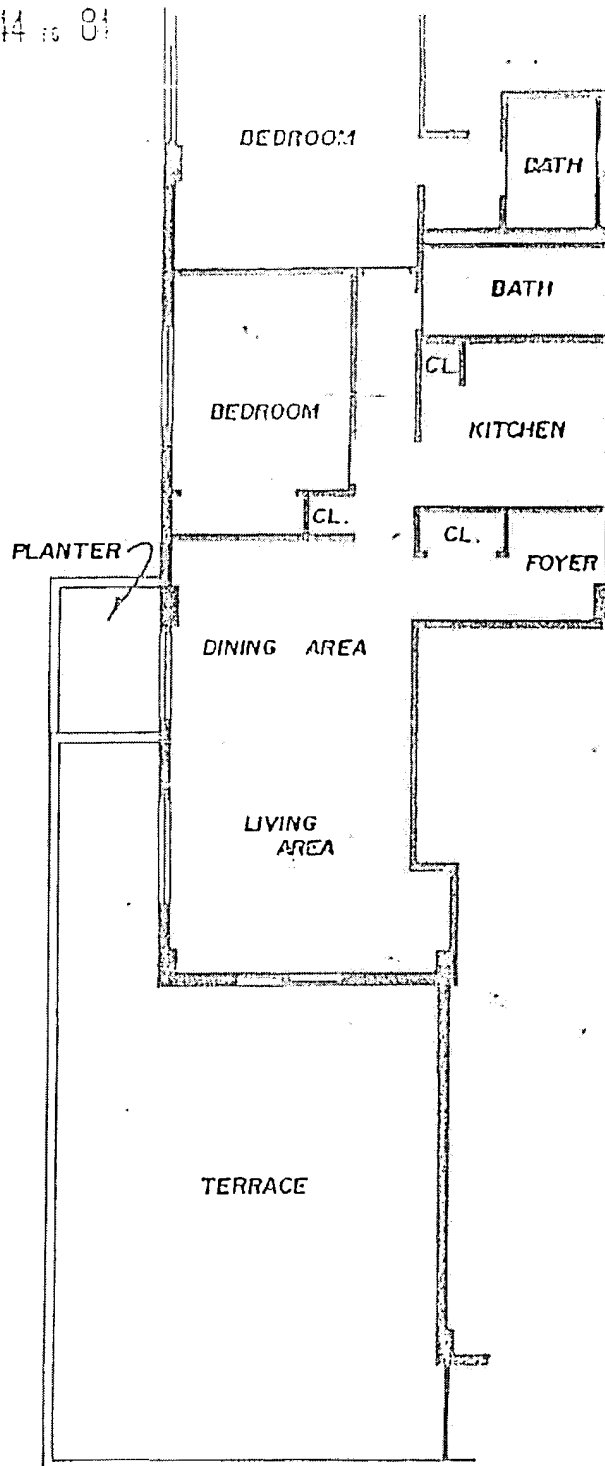 BEDROOM
BATH
BATH
CL.
BEDROOM
KITCHEN
CL.
CL.
PLANTER
FOYER
DINING AREA
LIVING
AREA
TERRACE